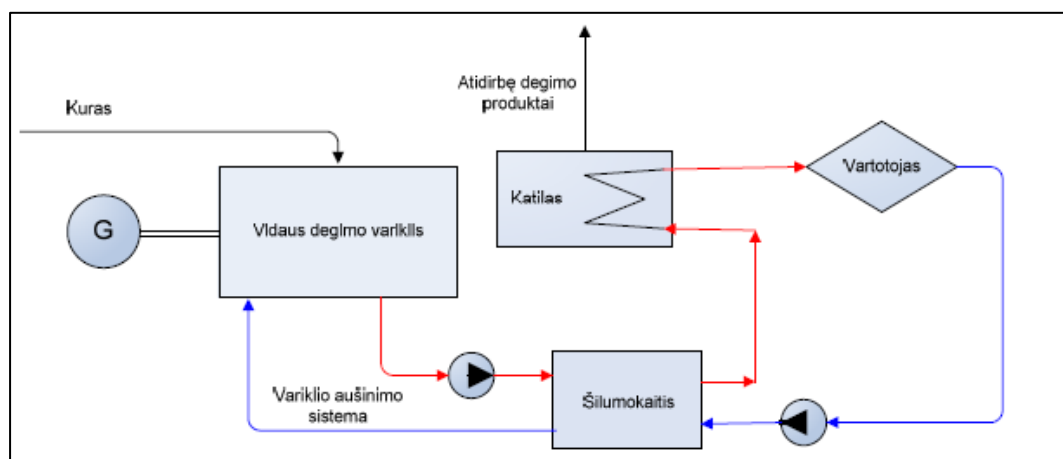 Atidirbę degimo
produktai
Kuras
Katilas
Vartotojas
G
Vidaus degimo variklis
Variklio aušinimo
sistema
Šilumokaitis